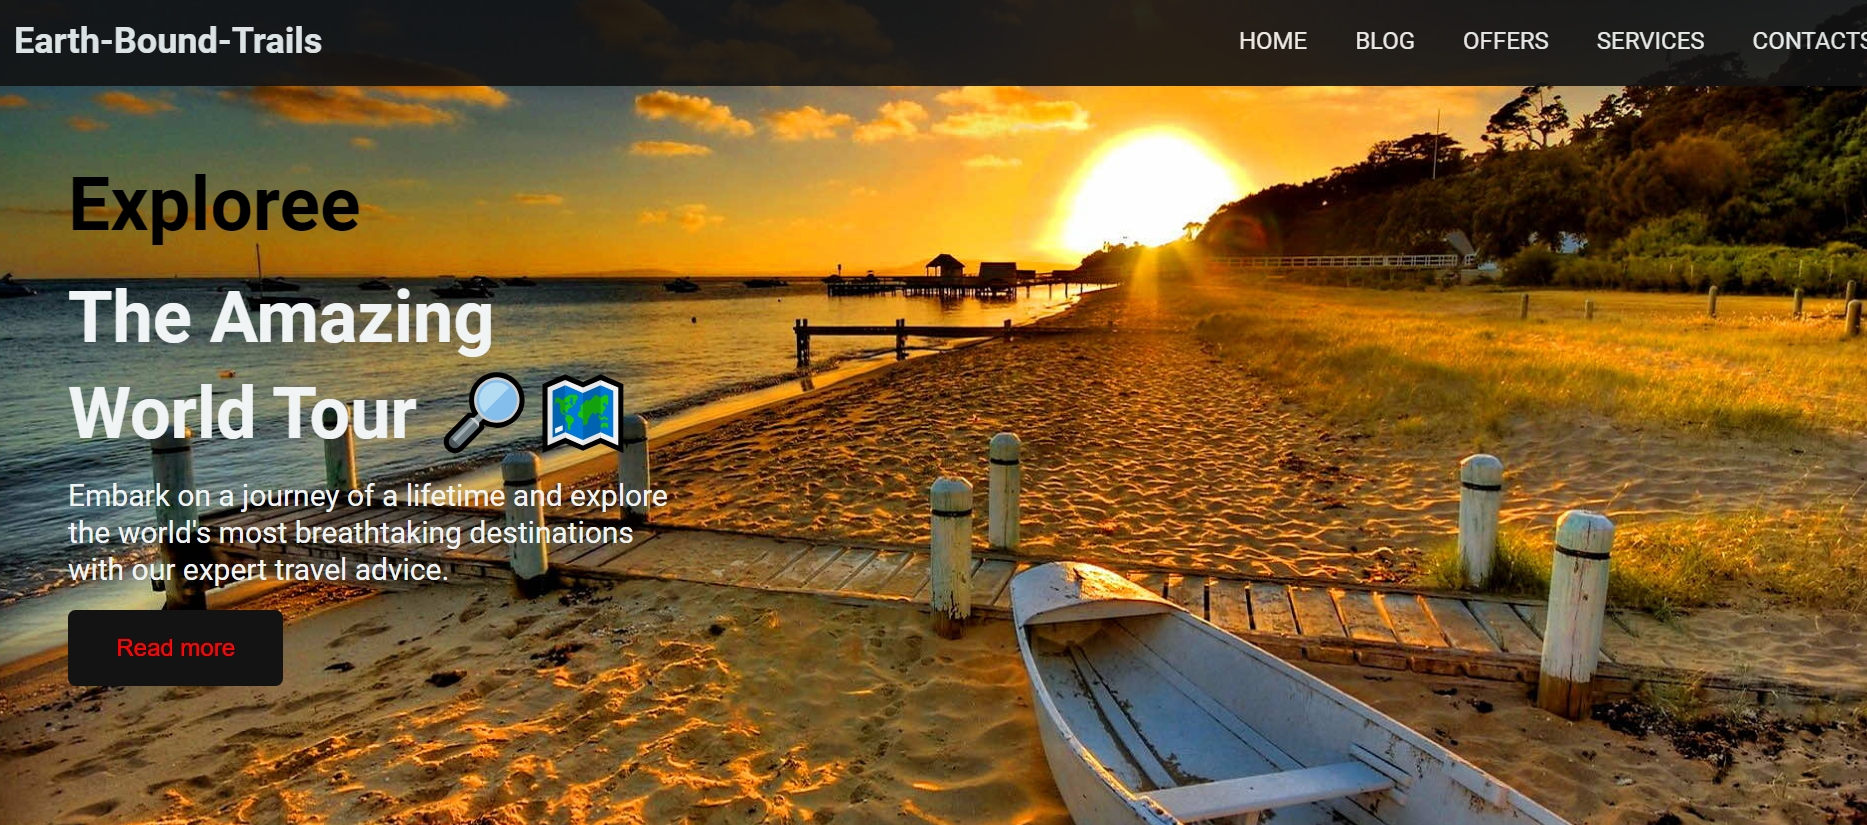 Earth-Bound-Trails
HOME BLOG OFFERS SERVICES CONTACTS
Exploree
The Amazing
World Tour
Embark on a journey of a lifetime and explore
the world's most breathtaking destinations
with our expert travel advice.
Read more